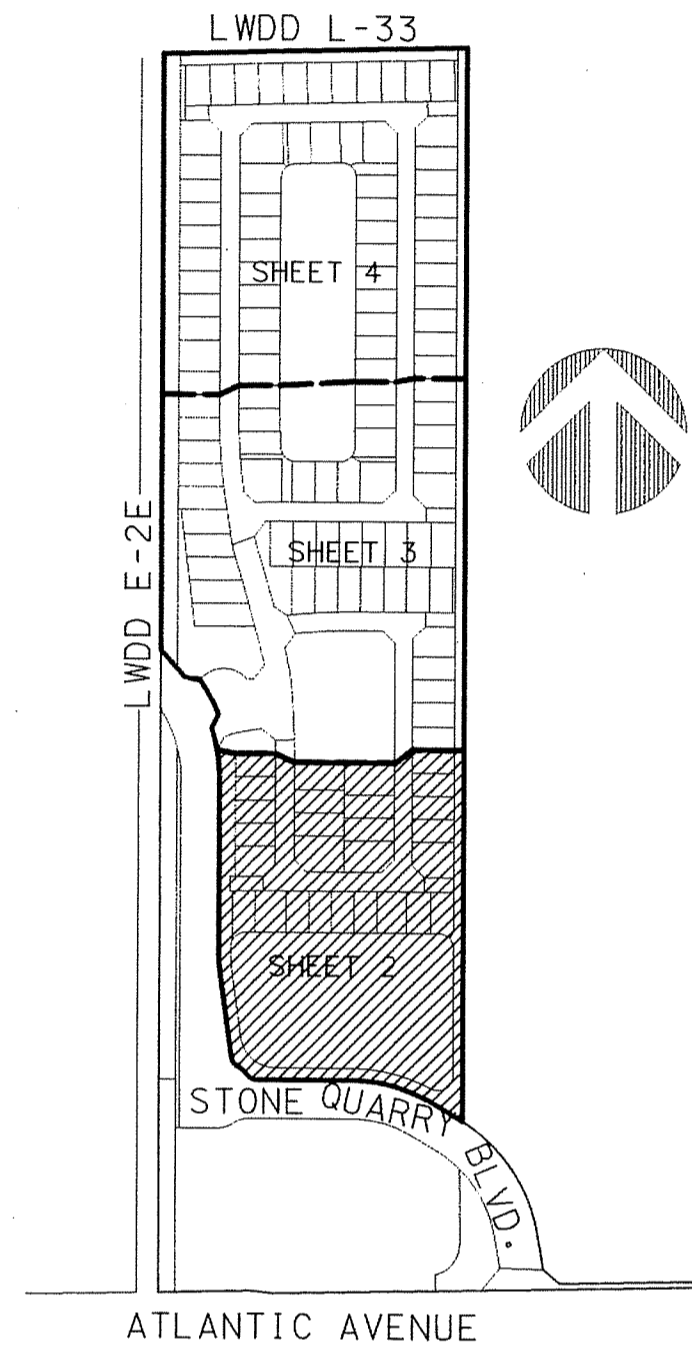 LWDD L-33
SHEET 4
LWDD E-2E
SHEET 3
SHEET 2
STONE QUARRY BLVD.
ATLANTIC AVENUE